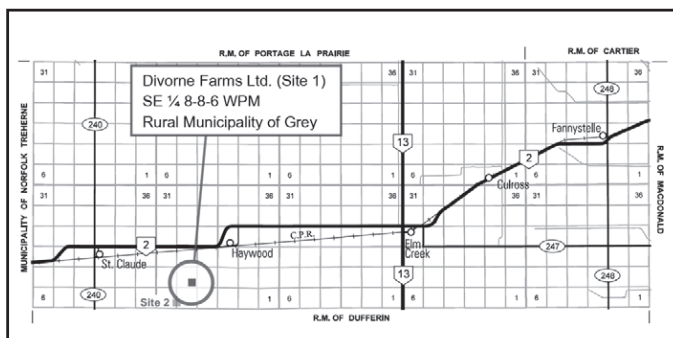 R.M. OF PORTAGE LA PRAIRIE
R.M. OF CARTIER
31
36
31
36
31
36
Divorne Farms Ltd. (Site 1)
SE ¼ 8-8-6 WPM
Rural Municipality of Grey
240
248
13
Fannystelle
2
MUNICIPALITY OF NORFOLK TREHERNE
R.M. OF MACDONALD
6
1
6
1
6
1
6
1
6
1
Culross
31
36
31
36
31
36
31
36
31
36
C.P.R.
2
Haywood
Elm
Creek
247
St. Claude
240
13
248
Site 2
6
1
6
1
6
1
6
1
6
1
R.M. OF DUFFERIN